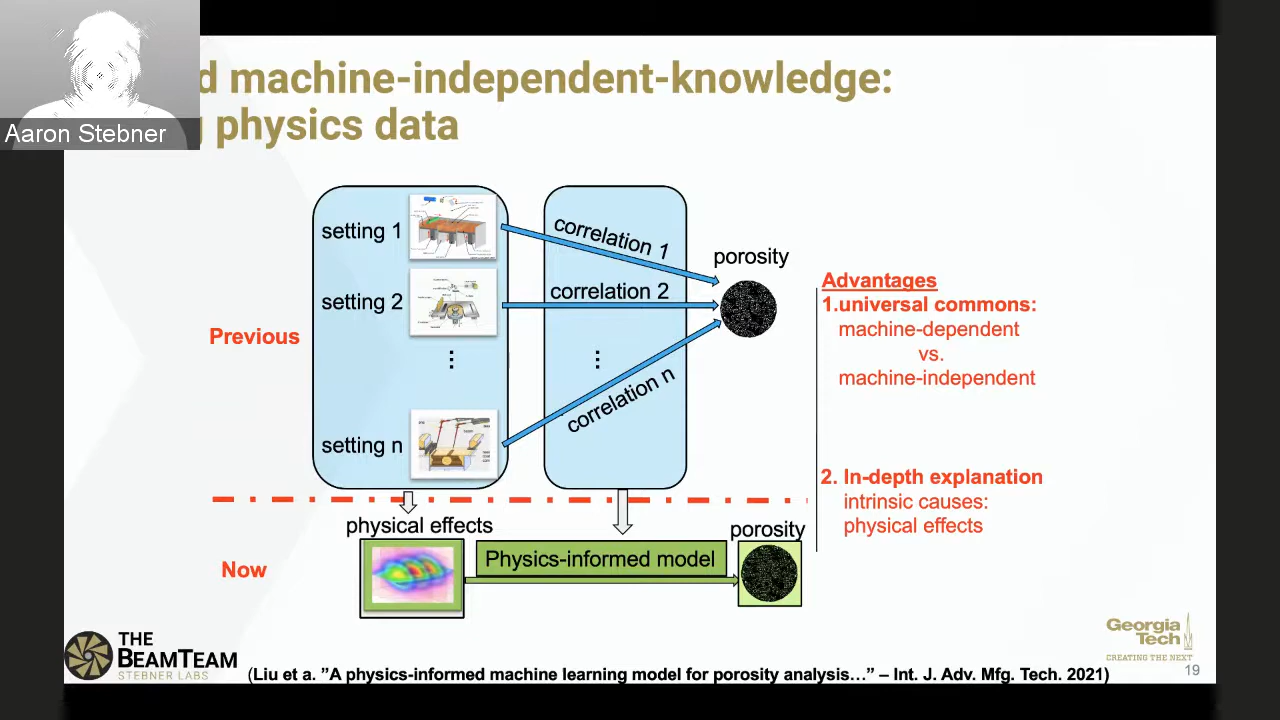 d machine-independent-knowledge:
physics data
Aaron Stebner
setting 1
correlation 1
porosity
setting 2
correlation 2
Previous
setting n
correlation n
Advantages
1.universal commons:
machine-dependent
vs.
machine-independent
2. In-depth explanation
intrinsic causes:
physical effects
physical effects
Physics-informed model
porosity
Now
THE
BEAMTEAM
STEBNER LABS
Georgia
Tech
CREATING THE NEXT
(Liu et a. ”A physics-informed machine learning model for porosity analysis…” – Int. J. Adv. Mfg. Tech. 2021)
19